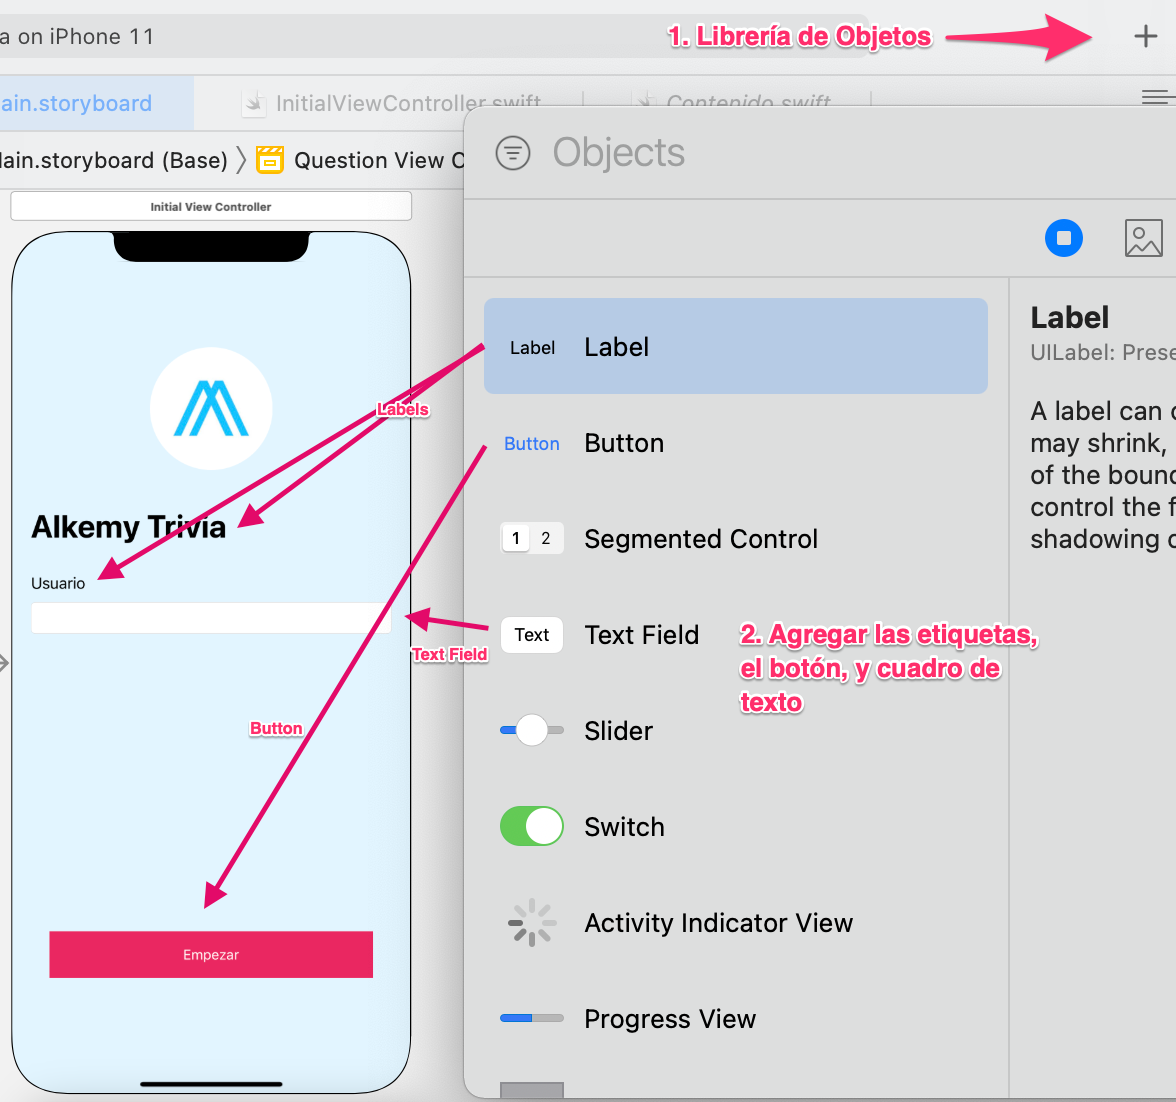 a on iPhone 11
1. Librería de Objetos
ain.storyboard
InitialViewController.swift
Contenido.swift
Main.storyboard (Base)
Question View C
Objects
Initial View Controller
Label
Label
Label
UILabel: Prese
A label can
may shrink,
of the bounc
control the f
shadowing
Labels
Button
Button
Alkemy Trivia
1 2
Segmented Control
Usuario
Text
Text Field
Text Field
2. Agregar las etiquetas,
el botón, y cuadro de
texto
Button
Slider
Switch
Activity Indicator View
Empezar
Progress View